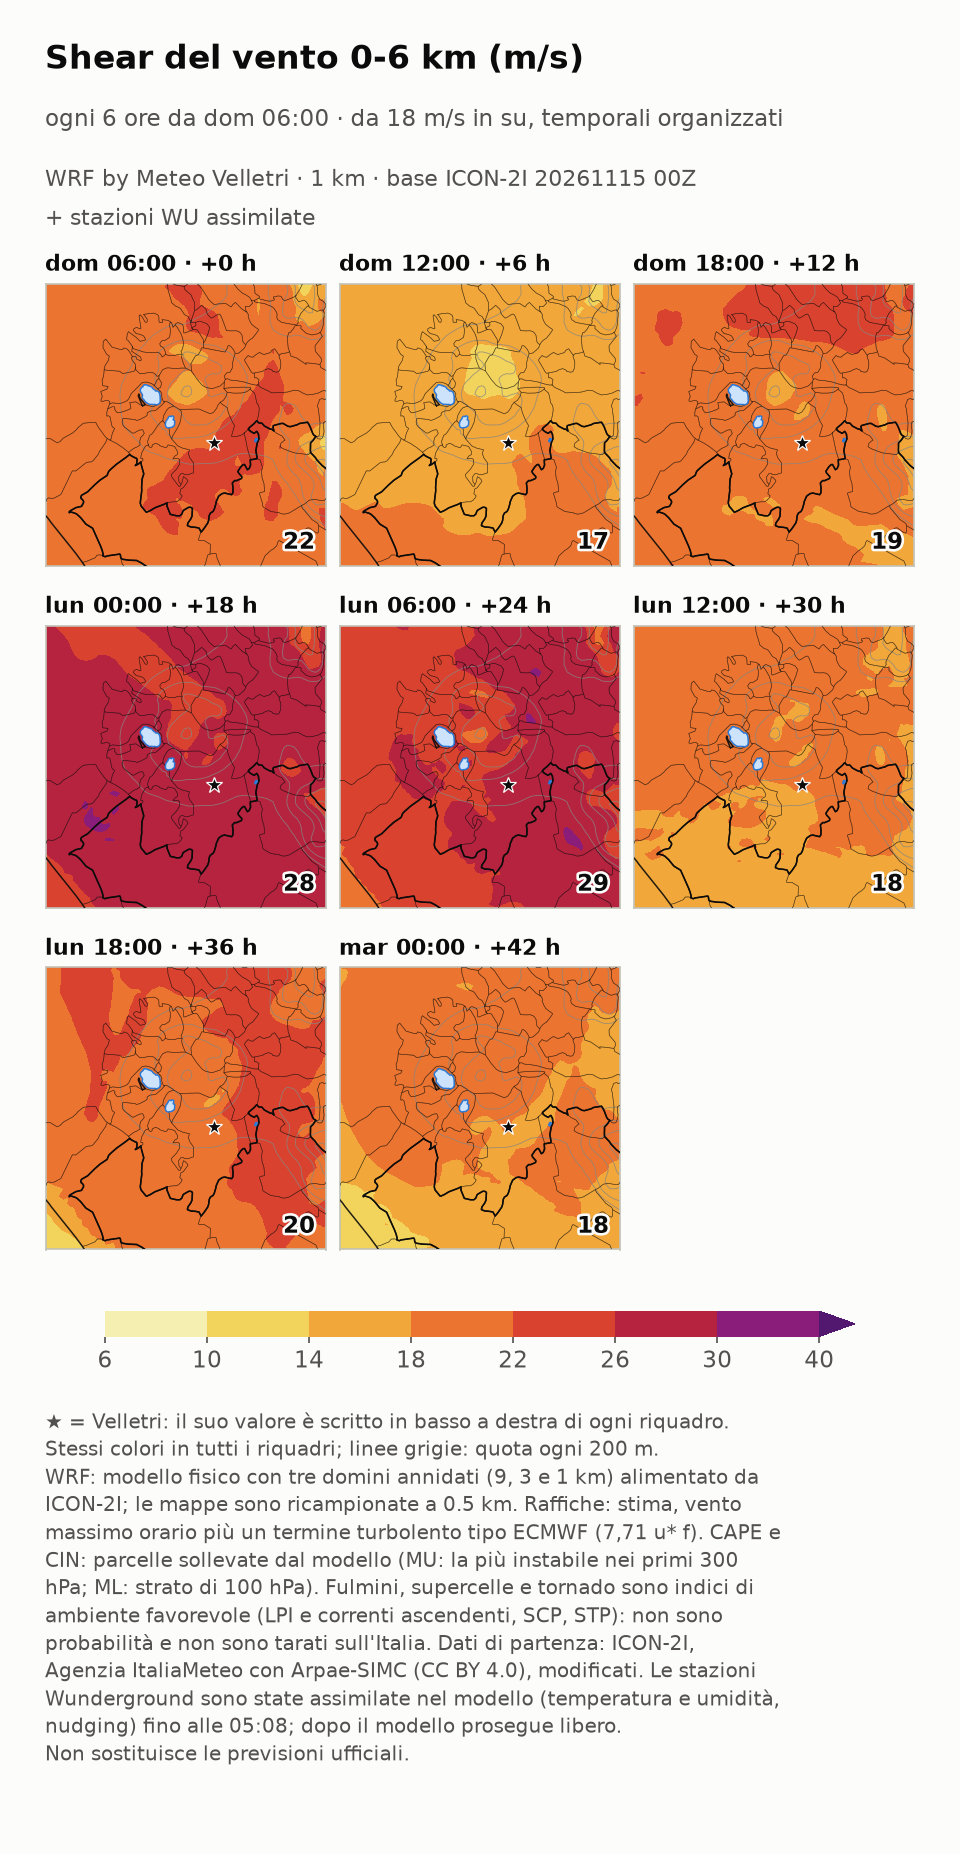 Shear del vento 0-6 km (m/s)
ogni 6 ore da dom 06:00 · da 18 m/s in su, temporali organizzati
WRF by Meteo Velletri · 1 km · base ICON-2I 20261115 00Z
+ stazioni WU assimilate
dom 06:00 · +0 h
dom 12:00 · +6 h
dom 18:00 · +12 h
22
17
19
lun 00:00 · +18 h
lun 06:00 · +24 h
lun 12:00 · +30 h
28
29
18
lun 18:00 · +36 h
mar 00:00 · +42 h
20
18
6 10 14 18 22 26 30 40
★ = Velletri: il suo valore è scritto in basso a destra di ogni riquadro.
Stessi colori in tutti i riquadri; linee grigie: quota ogni 200 m.
WRF: modello fisico con tre domini annidati (9, 3 e 1 km) alimentato da
ICON-2I; le mappe sono ricampionate a 0.5 km. Raffiche: stima, vento
massimo orario più un termine turbolento tipo ECMWF (7,71 u* f). CAPE e
CIN: parcelle sollevate dal modello (MU: la più instabile nei primi 300
hPa; ML: strato di 100 hPa). Fulmini, supercelle e tornado sono indici di
ambiente favorevole (LPI e correnti ascendenti, SCP, STP): non sono
probabilità e non sono tarati sull'Italia. Dati di partenza: ICON-2I,
Agenzia ItaliaMeteo con Arpae-SIMC (CC BY 4.0), modificati. Le stazioni
Wunderground sono state assimilate nel modello (temperatura e umidità,
nudging) fino alle 05:08; dopo il modello prosegue libero.
Non sostituisce le previsioni ufficiali.